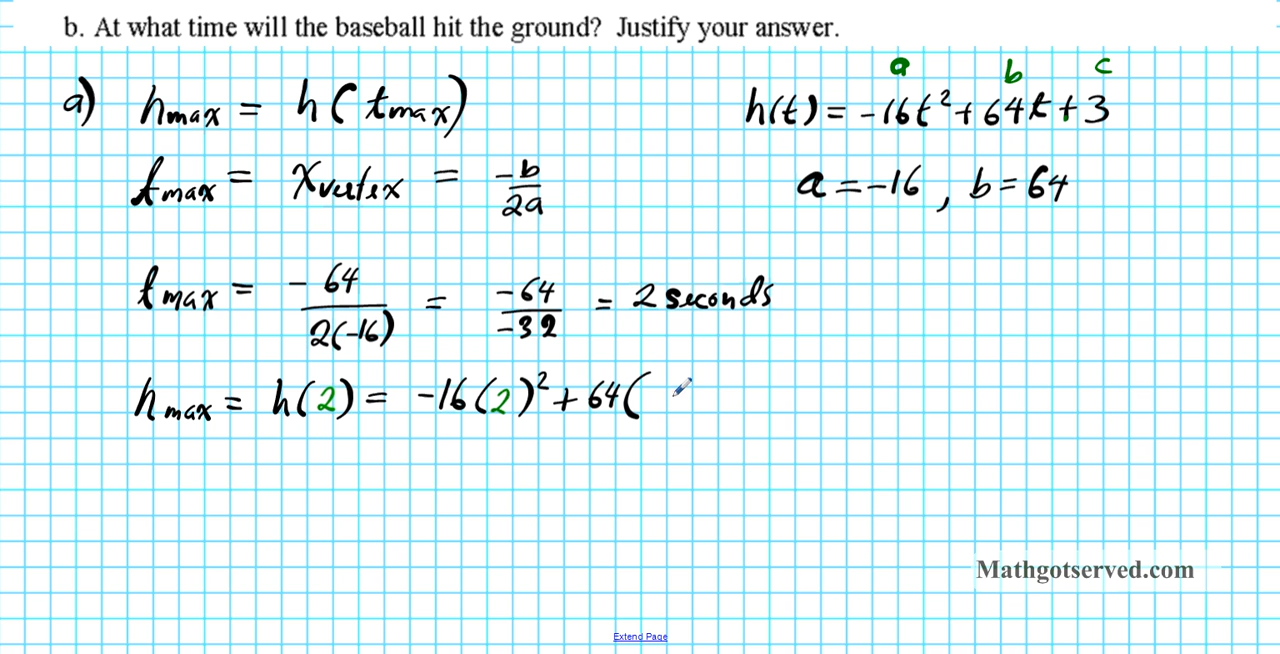 b. At what time will the baseball hit the ground? Justify your answer.
a b c
a) hmax = h(tmax) h(t) = -16t² + 64t + 3
tmax = xvertex = -b/2a a = -16, b = 64
tmax = -64/2(-16) = -64/-32 = 2 seconds
hmax = h(2) = -16(2)² + 64(
Mathgotserved.com
Extend Page